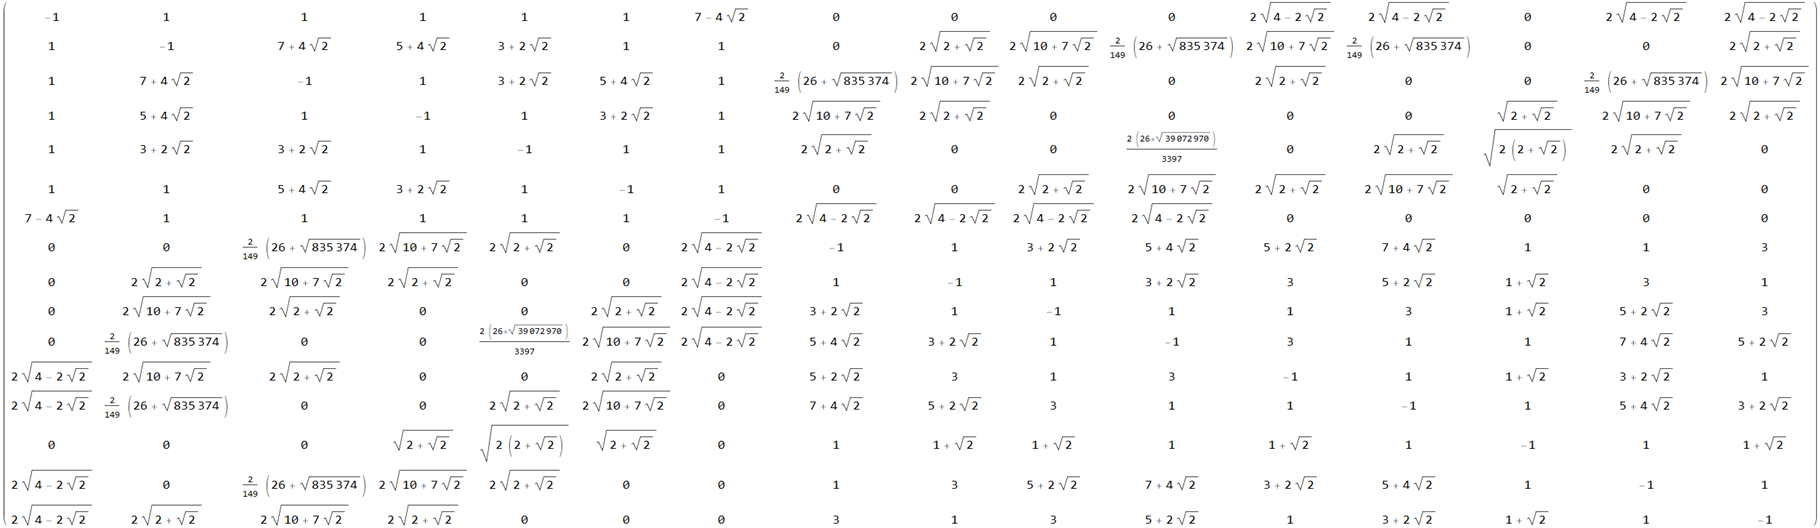 -1 1 1 1 1 1 7 - 4√2 0 0 0 0 2√(4 - 2√2) 2√(4 - 2√2) 0 2√(4 - 2√2) 2√(4 - 2√2)
1 -1 7 + 4√2 5 + 4√2 3 + 2√2 1 1 0 2√(2 + √2) 2√(10 + 7√2) 2/149 (26 + √835374) 2√(10 + 7√2) 2/149 (26 + √835374) 0 0 2√(2 + √2)
1 7 + 4√2 -1 1 3 + 2√2 5 + 4√2 1 2/149 (26 + √835374) 2√(10 + 7√2) 2√(2 + √2) 0 2√(2 + √2) 0 0 2/149 (26 + √835374) 2√(10 + 7√2)
1 5 + 4√2 1 -1 1 3 + 2√2 1 2√(10 + 7√2) 2√(2 + √2) 0 0 0 0 √(2 + √2) 2√(10 + 7√2) 2√(2 + √2)
1 3 + 2√2 3 + 2√2 1 -1 1 1 2√(2 + √2) 0 0 2 (26+√39072970)/3397 0 2√(2 + √2) √(2 (2 + √2)) 2√(2 + √2) 0
1 1 5 + 4√2 3 + 2√2 1 -1 1 0 0 2√(2 + √2) 2√(10 + 7√2) 2√(2 + √2) 2√(10 + 7√2) √(2 + √2) 0 0
7 - 4√2 1 1 1 1 1 -1 2√(4 - 2√2) 2√(4 - 2√2) 2√(4 - 2√2) 2√(4 - 2√2) 0 0 0 0 0
0 0 2/149 (26 + √835374) 2√(10 + 7√2) 2√(2 + √2) 0 2√(4 - 2√2) -1 1 3 + 2√2 5 + 4√2 5 + 2√2 7 + 4√2 1 1 3
0 2√(2 + √2) 2√(10 + 7√2) 2√(2 + √2) 0 0 2√(4 - 2√2) 1 -1 1 3 + 2√2 3 5 + 2√2 1 + √2 3 1
0 2√(10 + 7√2) 2√(2 + √2) 0 0 2√(2 + √2) 2√(4 - 2√2) 3 + 2√2 1 -1 1 1 3 1 + √2 5 + 2√2 3
0 2/149 (26 + √835374) 0 0 2 (26+√39072970)/3397 2√(10 + 7√2) 2√(4 - 2√2) 5 + 4√2 3 + 2√2 1 -1 3 1 1 7 + 4√2 5 + 2√2
2√(4 - 2√2) 2√(10 + 7√2) 2√(2 + √2) 0 0 2√(2 + √2) 0 5 + 2√2 3 1 3 -1 1 1 + √2 3 + 2√2 1
2√(4 - 2√2) 2/149 (26 + √835374) 0 0 2√(2 + √2) 2√(10 + 7√2) 0 7 + 4√2 5 + 2√2 3 1 1 -1 1 5 + 4√2 3 + 2√2
0 0 0 √(2 + √2) √(2 (2 + √2)) √(2 + √2) 0 1 1 + √2 1 + √2 1 1 + √2 1 -1 1 1 + √2
2√(4 - 2√2) 0 2/149 (26 + √835374) 2√(10 + 7√2) 2√(2 + √2) 0 0 1 3 5 + 2√2 7 + 4√2 3 + 2√2 5 + 4√2 1 -1 1
2√(4 - 2√2) 2√(2 + √2) 2√(10 + 7√2) 2√(2 + √2) 0 0 0 3 1 3 5 + 2√2 1 3 + 2√2 1 + √2 1 -1